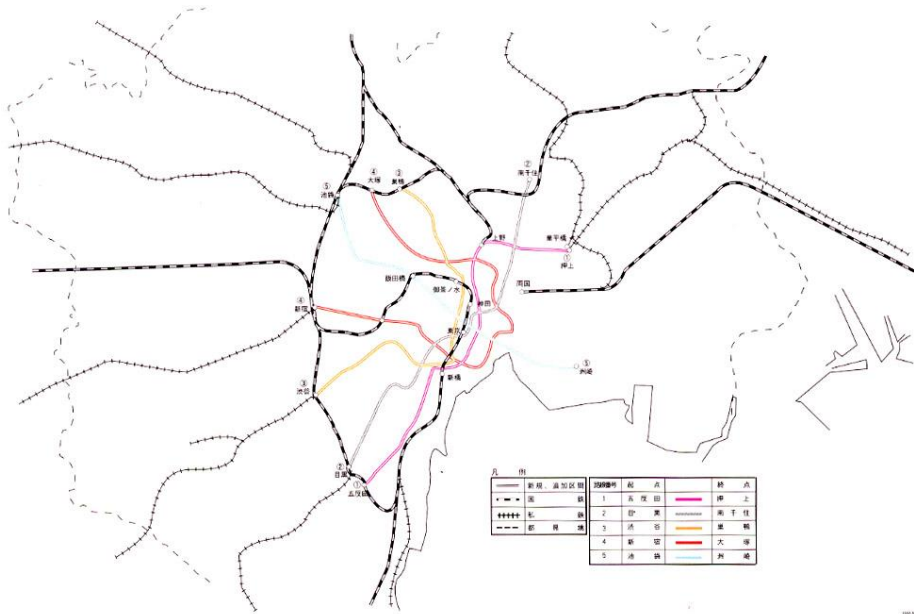 ②
南千住
④
大塚
③
巣鴨
⑤
池袋
上野
業平橋
①
押上
飯田橋
御茶ノ水
両国
④
新宿
神田
東京
⑤
洲崎
新橋
③
渋谷
②
目黒
①
五反田
凡 例
新規、追加区間
国 鉄
私 鉄
都 県 境
路線番号 起 点 終 点
1 五反田 押 上
2 目 黒 南千住
3 渋 谷 巣 鴨
4 新 宿 大 塚
5 池 袋 洲 崎